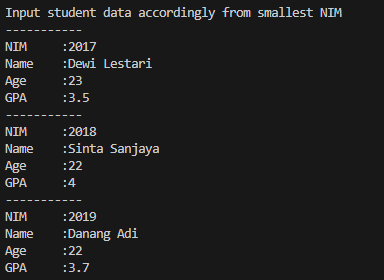 Input student data accordingly from smallest NIM
-----------
NIM     :2017
Name    :Dewi Lestari
Age     :23
GPA     :3.5
-----------
NIM     :2018
Name    :Sinta Sanjaya
Age     :22
GPA     :4
-----------
NIM     :2019
Name    :Danang Adi
Age     :22
GPA     :3.7